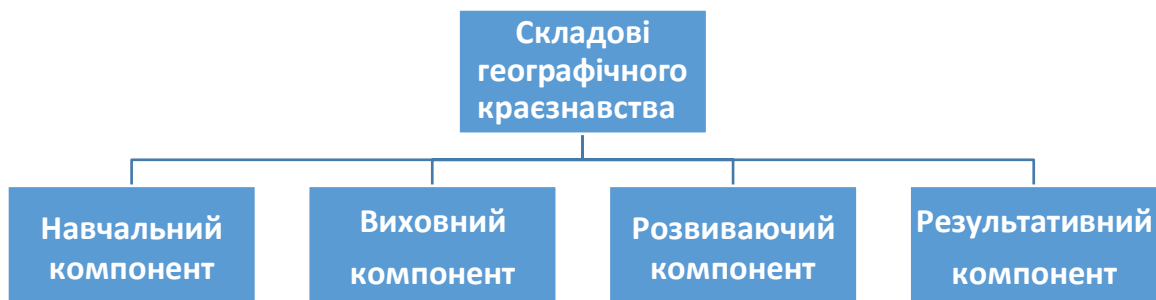 Складові
географічного
краєзнавства
Навчальний
компонент
Виховний
компонент
Розвиваючий
компонент
Результативний
компонент